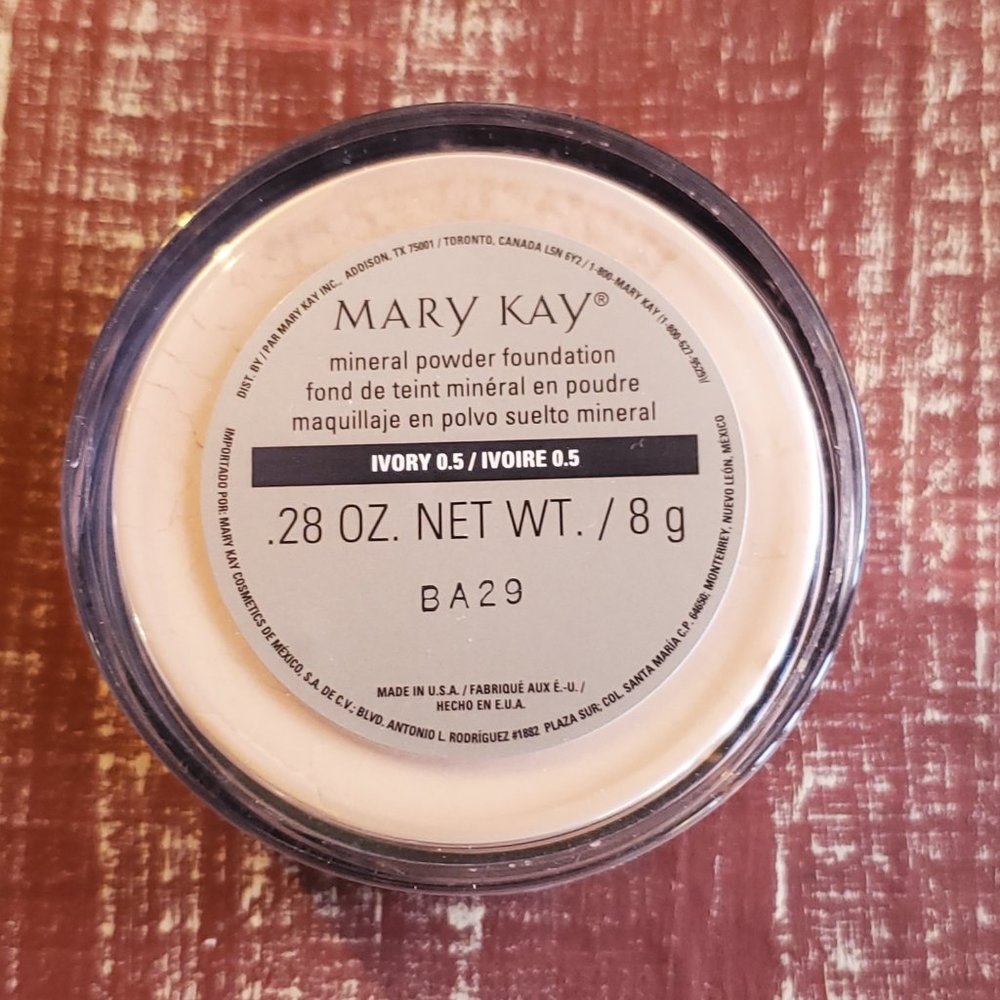 DIST. BY / PAR MARY KAY INC., ADDISON, TX 75001 / TORONTO, CANADA L5N 6Y2 / 1-800-MARY KAY (1-800-627-9529)/
MARY KAY®
mineral powder foundation
fond de teint minéral en poudre
maquillaje en polvo suelto mineral
IVORY 0.5 / IVOIRE 0.5
.28 OZ. NET WT. / 8 g
BA29
MADE IN U.S.A. / FABRIQUÉ AUX É.-U. /
HECHO EN E.U.A.
IMPORTADO POR: MARY KAY COSMETICS DE MÉXICO, S.A. DE C.V.: BLVD. ANTONIO L. RODRÍGUEZ #1882 PLAZA SUR; COL. SANTA MARÍA C.P. 64650; MONTERREY, NUEVO LEÓN, MÉXICO